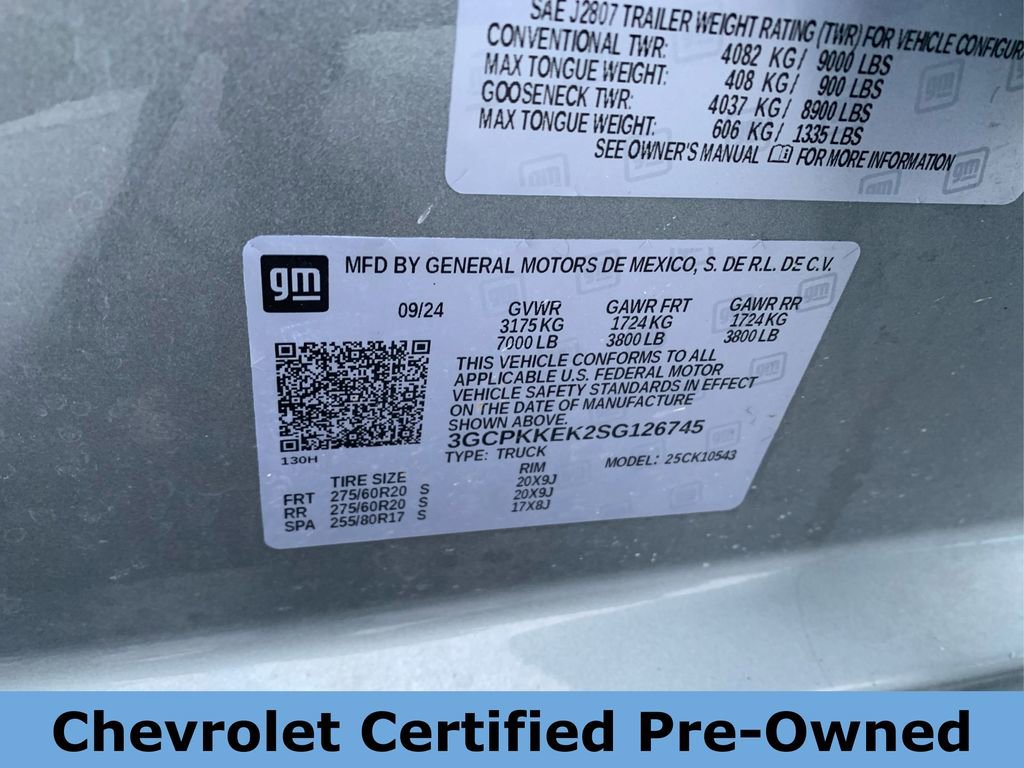 SAE J2807 TRAILER WEIGHT RATING (TWR) FOR VEHICLE CONFIGUR
CONVENTIONAL TWR: 4082 KG/ 9000 LBS
MAX TONGUE WEIGHT: 408 KG/ 900 LBS
GOOSENECK TWR: 4037 KG/ 8900 LBS
MAX TONGUE WEIGHT: 606 KG/ 1335 LBS
SEE OWNER'S MANUAL FOR MORE INFORMATION
gm MFD BY GENERAL MOTORS DE MEXICO, S. DE R.L. DE C.V.
09/24 GVWR GAWR FRT GAWR RR
3175 KG 1724 KG 1724 KG
7000 LB 3800 LB 3800 LB
THIS VEHICLE CONFORMS TO ALL
APPLICABLE U.S. FEDERAL MOTOR
VEHICLE SAFETY STANDARDS IN EFFECT
ON THE DATE OF MANUFACTURE
SHOWN ABOVE.
3GCPKKEK2SG126745
130H TYPE: TRUCK MODEL: 25CK10543
TIRE SIZE RIM
FRT 275/60R20 S 20X9J
RR 275/60R20 S 20X9J
SPA 255/80R17 S 17X8J
Chevrolet Certified Pre-Owned